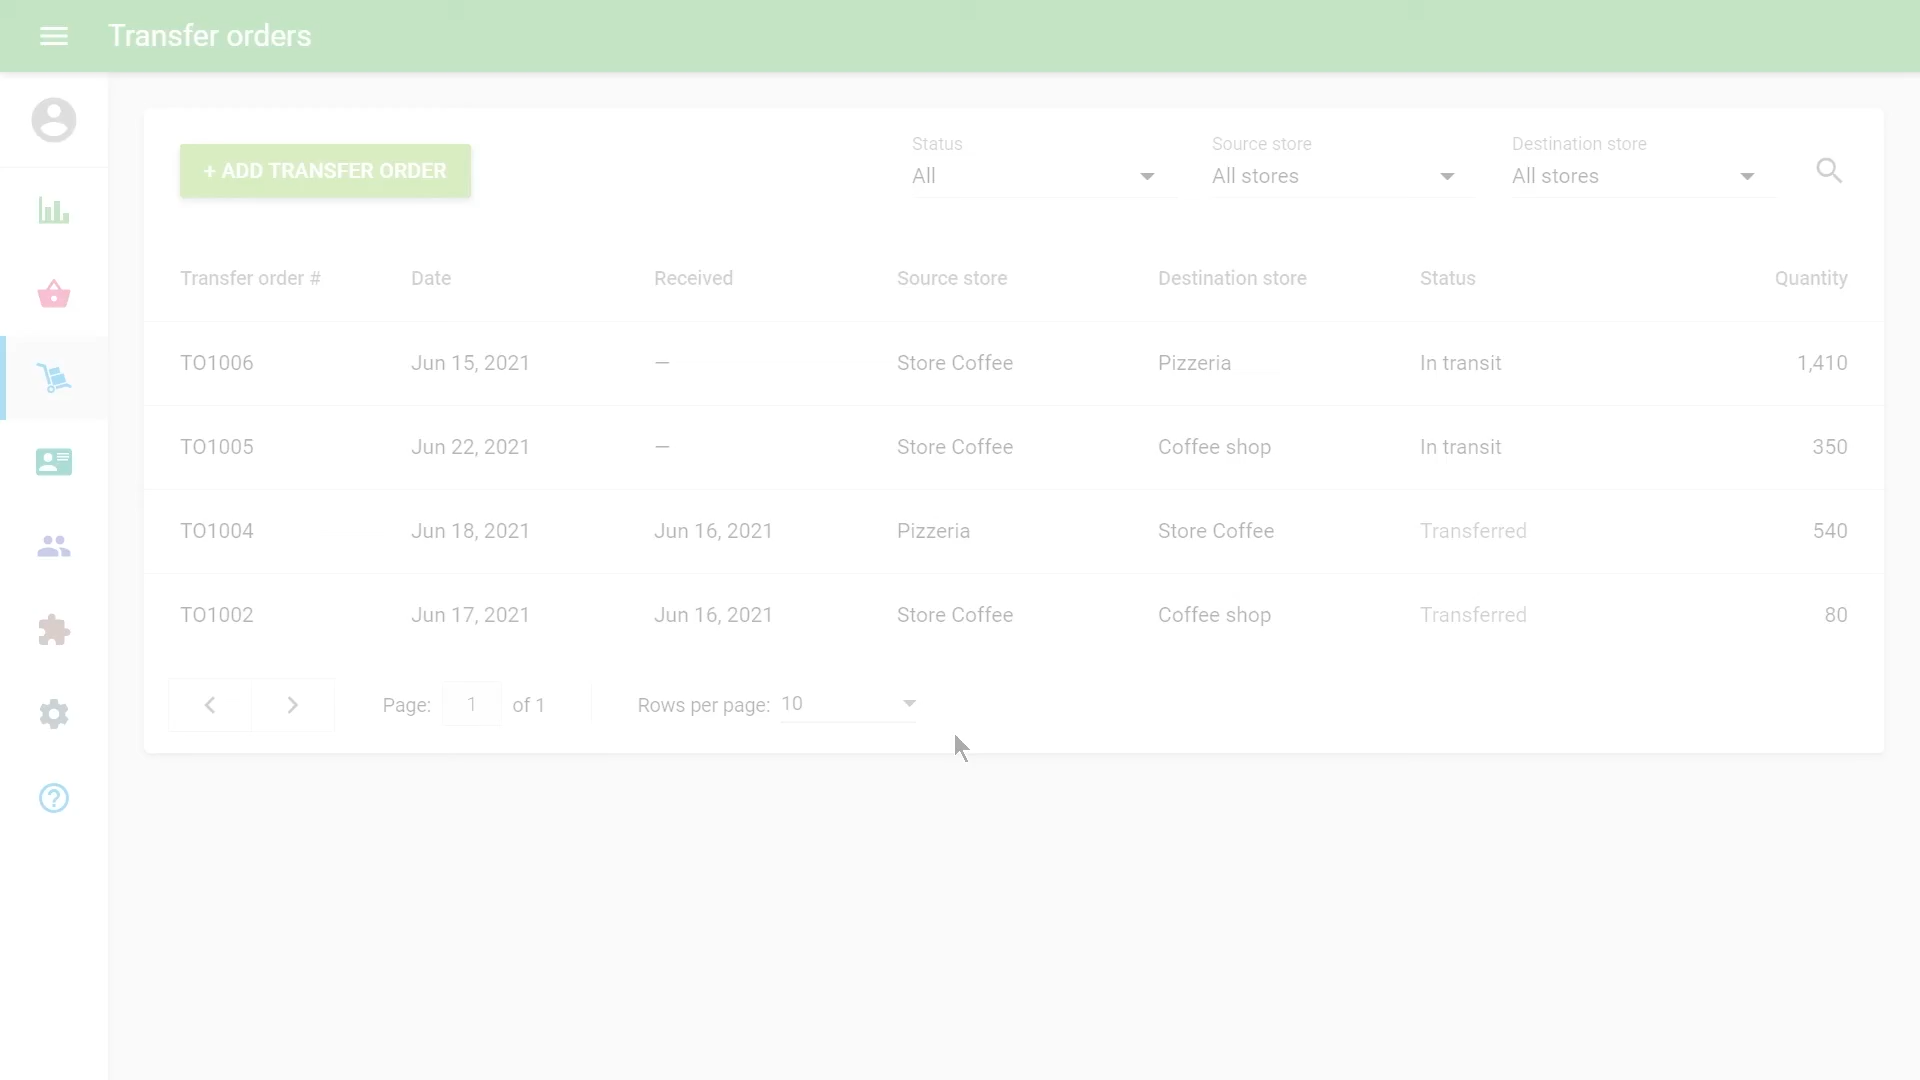 Transfer orders
+ ADD TRANSFER ORDER
Status
All
Source store
All stores
Destination store
All stores
Transfer order # Date Received Source store Destination store Status Quantity
TO1006 Jun 15, 2021 — Store Coffee Pizzeria In transit 1,410
TO1005 Jun 22, 2021 — Store Coffee Coffee shop In transit 350
TO1004 Jun 18, 2021 Jun 16, 2021 Pizzeria Store Coffee Transferred 540
TO1002 Jun 17, 2021 Jun 16, 2021 Store Coffee Coffee shop Transferred 80
Page: 1 of 1 Rows per page: 10